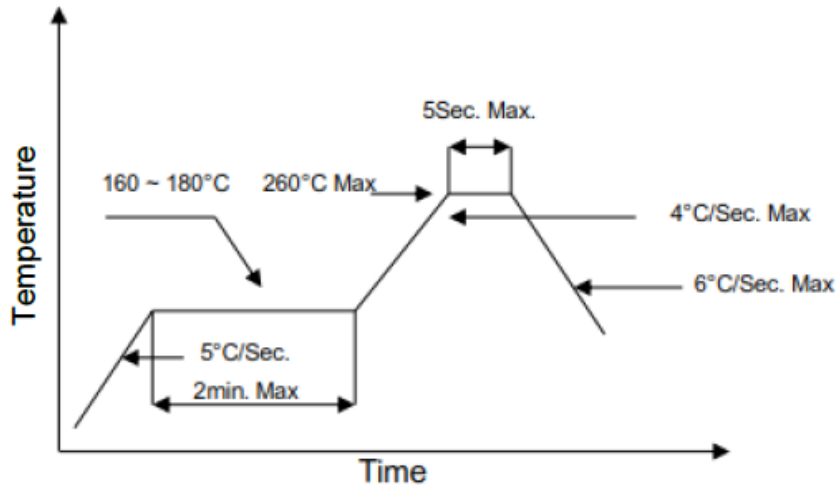 5Sec. Max.
160 ~ 180°C
260°C Max
4°C/Sec. Max
6°C/Sec. Max
5°C/Sec.
2min. Max
Temperature
Time